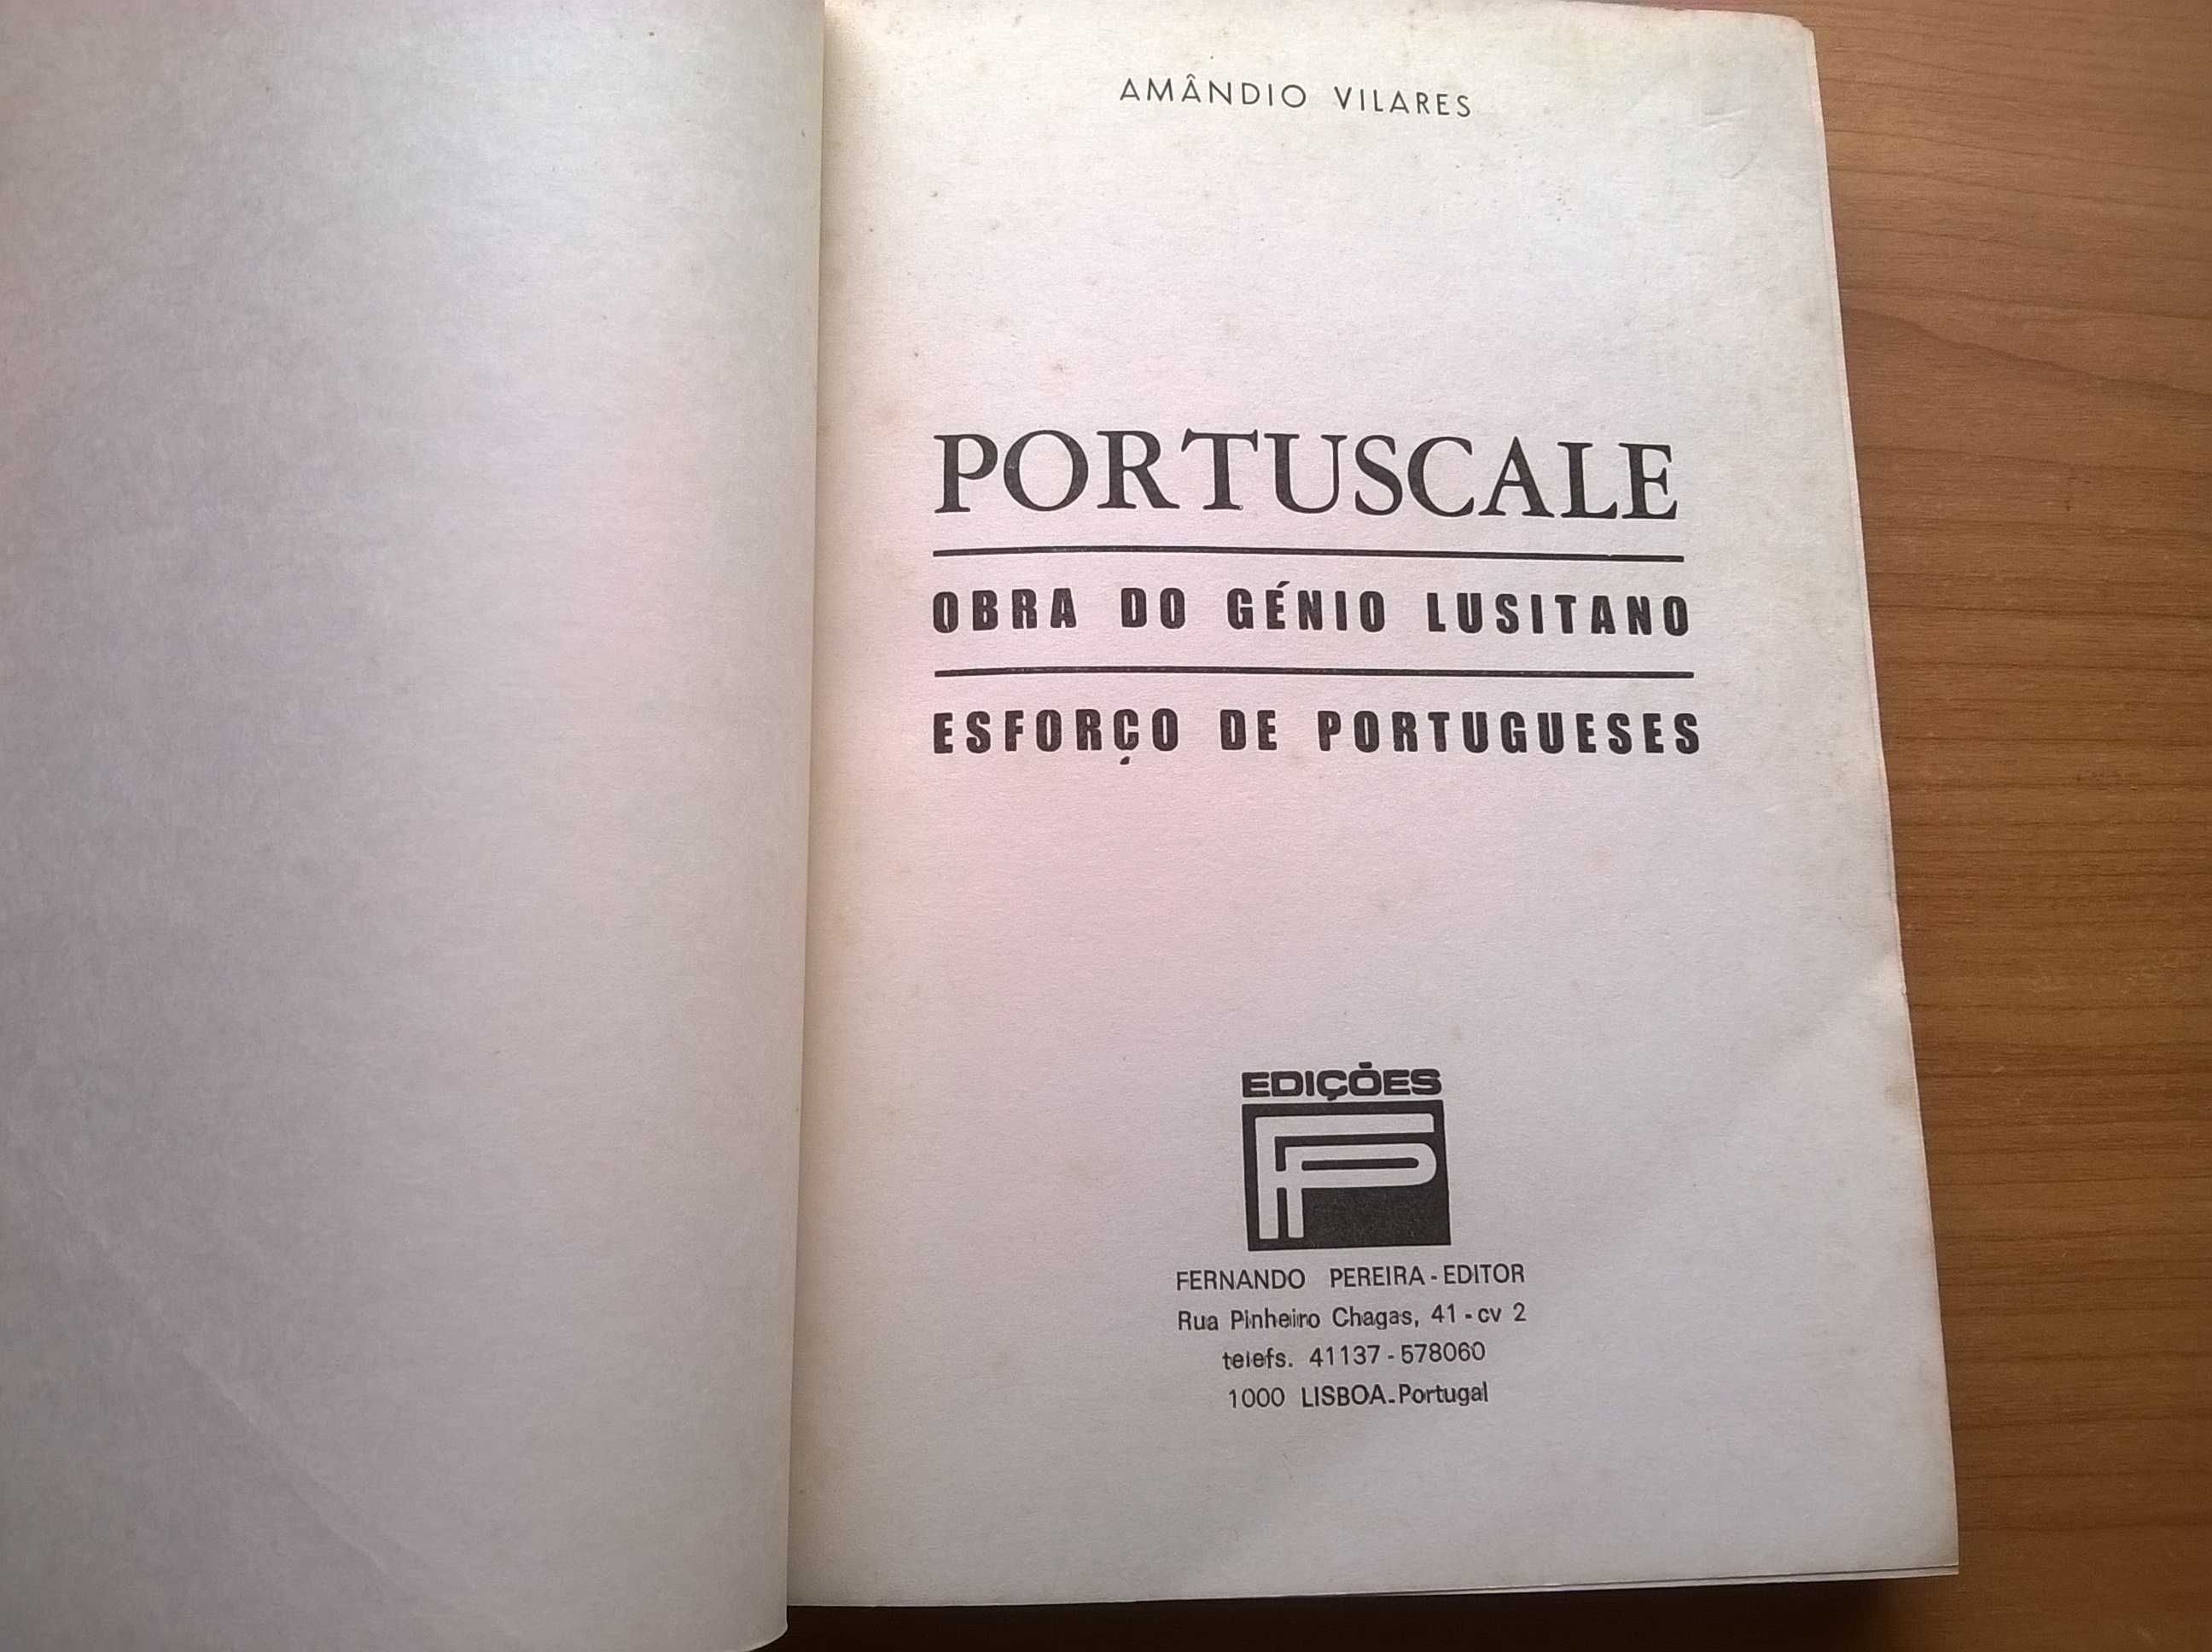 AMÂNDIO VILARES
PORTUSCALE
OBRA DO GÉNIO LUSITANO
ESFORÇO DE PORTUGUESES
EDIÇÕES
FP
FERNANDO PEREIRA - EDITOR
Rua Pinheiro Chagas, 41 - cv 2
telefs. 41137 - 578060
1000 LISBOA-Portugal